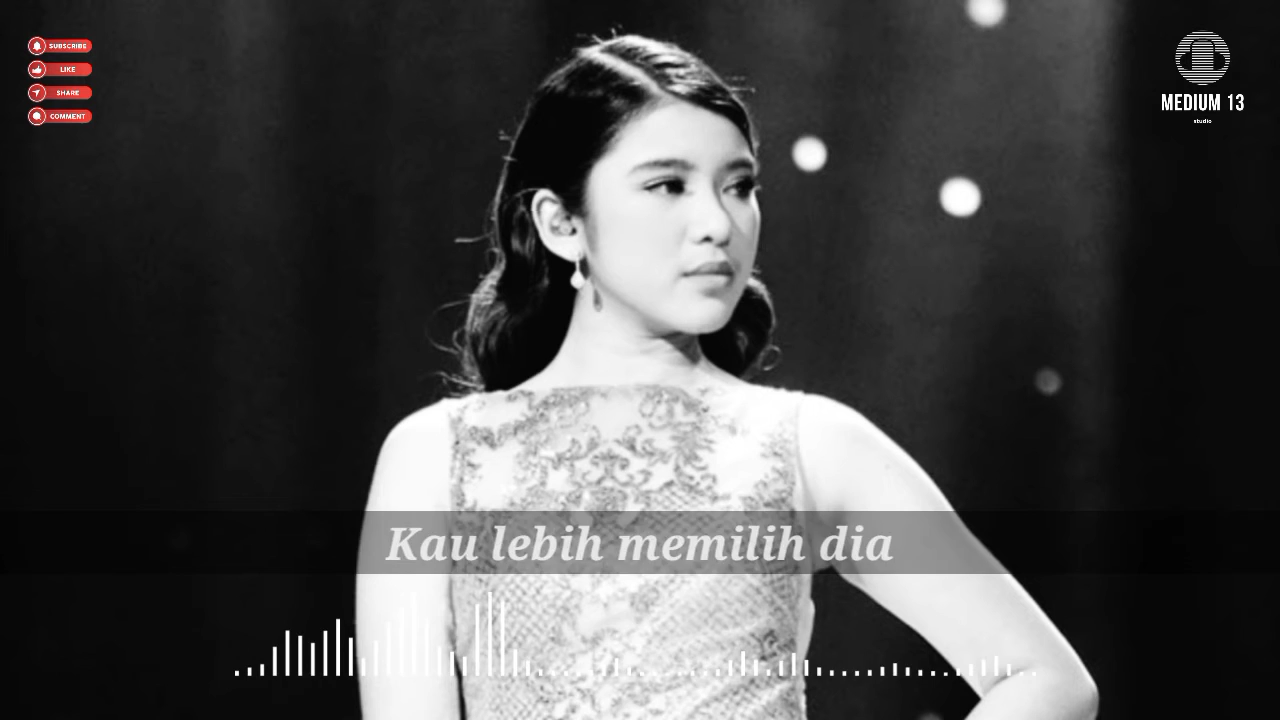 SUBSCRIBE
LIKE
SHARE
COMMENT
MEDIUM 13
studio
Kau lebih memilih dia